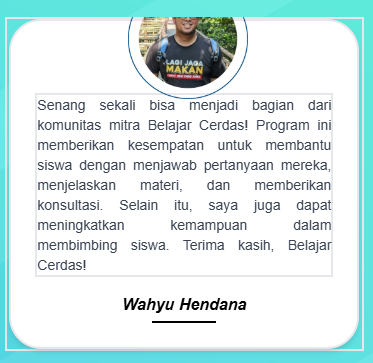 LAGI JAGA
MAKAN
Senang sekali bisa menjadi bagian dari
komunitas mitra Belajar Cerdas! Program ini
memberikan kesempatan untuk membantu
siswa dengan menjawab pertanyaan mereka,
menjelaskan materi, dan memberikan
konsultasi. Selain itu, saya juga dapat
meningkatkan kemampuan dalam
membimbing siswa. Terima kasih, Belajar
Cerdas!
Wahyu Hendana